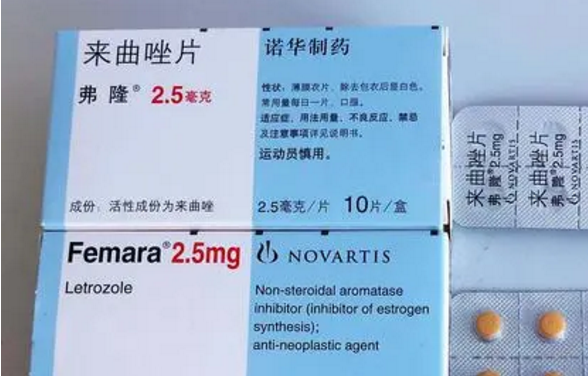 来曲唑片
弗隆® 2.5毫克
成份：活性成份为来曲唑
诺华制药
性状：薄膜衣片，除去包衣后显白色。
常用量每日一片，口服。
适应症、用法用量、不良反应、禁忌
及注意事项详见说明书。
运动员慎用。
2.5毫克/片 10片/盒
Femara® 2.5mg
Letrozole
NOVARTIS
Non-steroidal aromatase
inhibitor (inhibitor of estrogen
synthesis);
anti-neoplastic agent
来曲唑片
弗隆®2.5mg
NOVARTIS
来曲唑片
弗隆®2.5mg
NOVARTIS